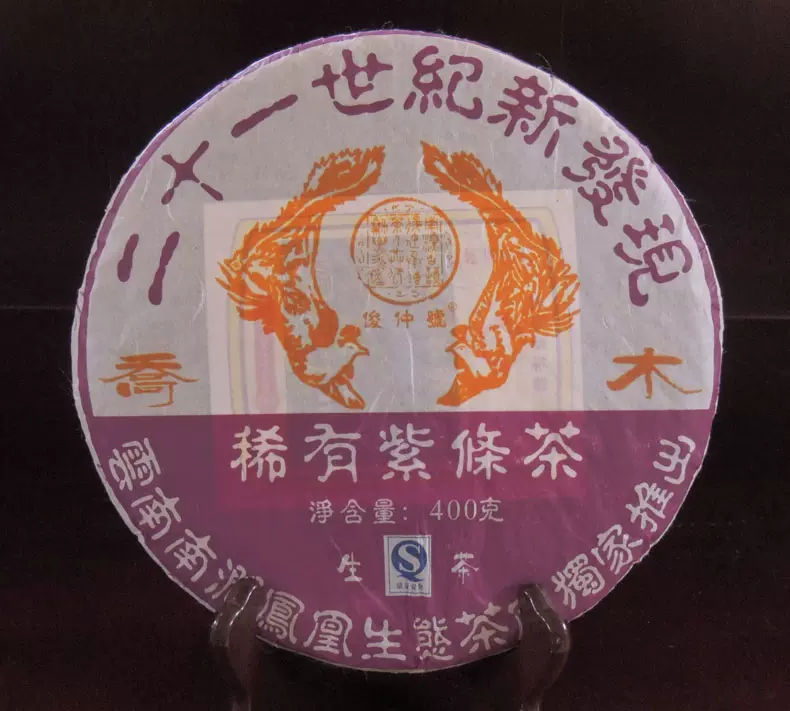 二十一世紀新發現
俊仲號®
喬木
稀有紫條茶
淨含量：400克
生茶
雲南南澗鳳凰生態茶 獨家推出